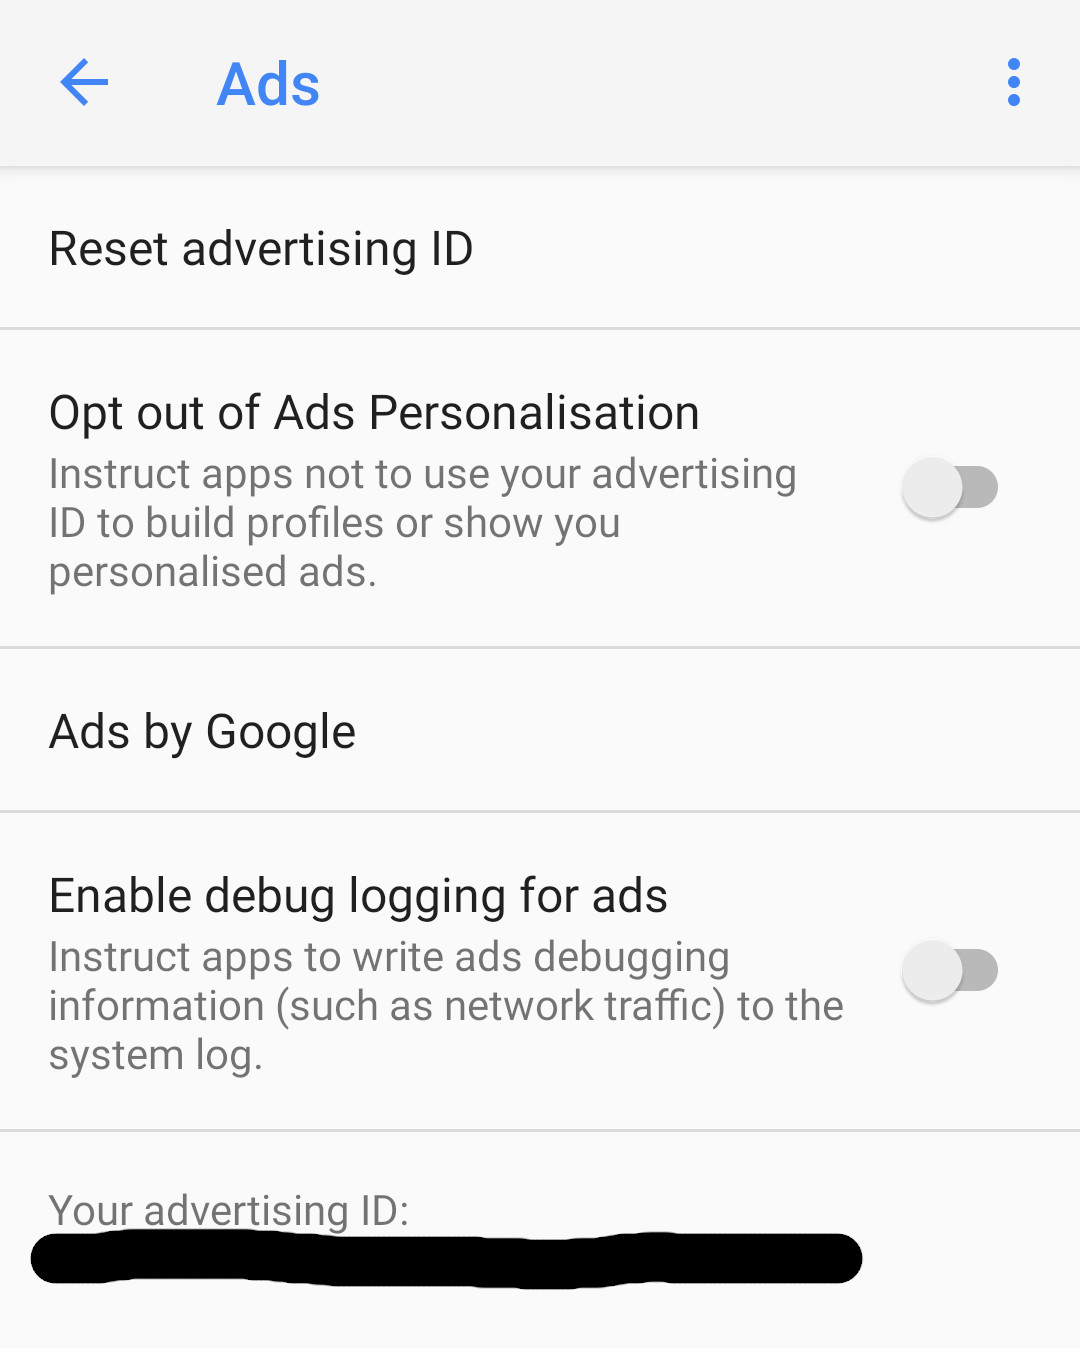 Ads
Reset advertising ID
Opt out of Ads Personalisation
Instruct apps not to use your advertising
ID to build profiles or show you
personalised ads.
Ads by Google
Enable debug logging for ads
Instruct apps to write ads debugging
information (such as network traffic) to the
system log.
Your advertising ID: